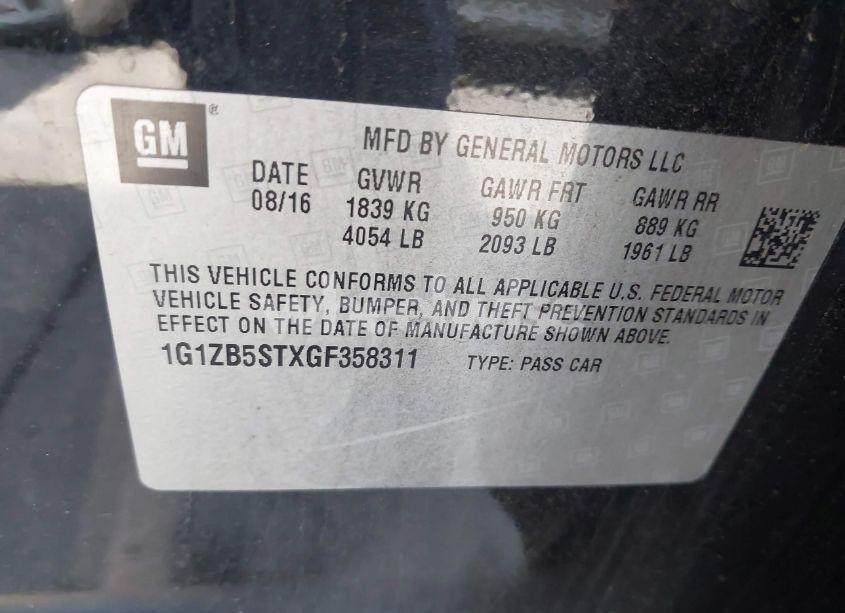 GM ®
MFD BY GENERAL MOTORS LLC
DATE GVWR GAWR FRT GAWR RR
08/16 1839 KG 950 KG 889 KG
4054 LB 2093 LB 1961 LB
THIS VEHICLE CONFORMS TO ALL APPLICABLE U.S. FEDERAL MOTOR
VEHICLE SAFETY, BUMPER, AND THEFT PREVENTION STANDARDS IN
EFFECT ON THE DATE OF MANUFACTURE SHOWN ABOVE.
1G1ZB5STXGF358311 TYPE: PASS CAR